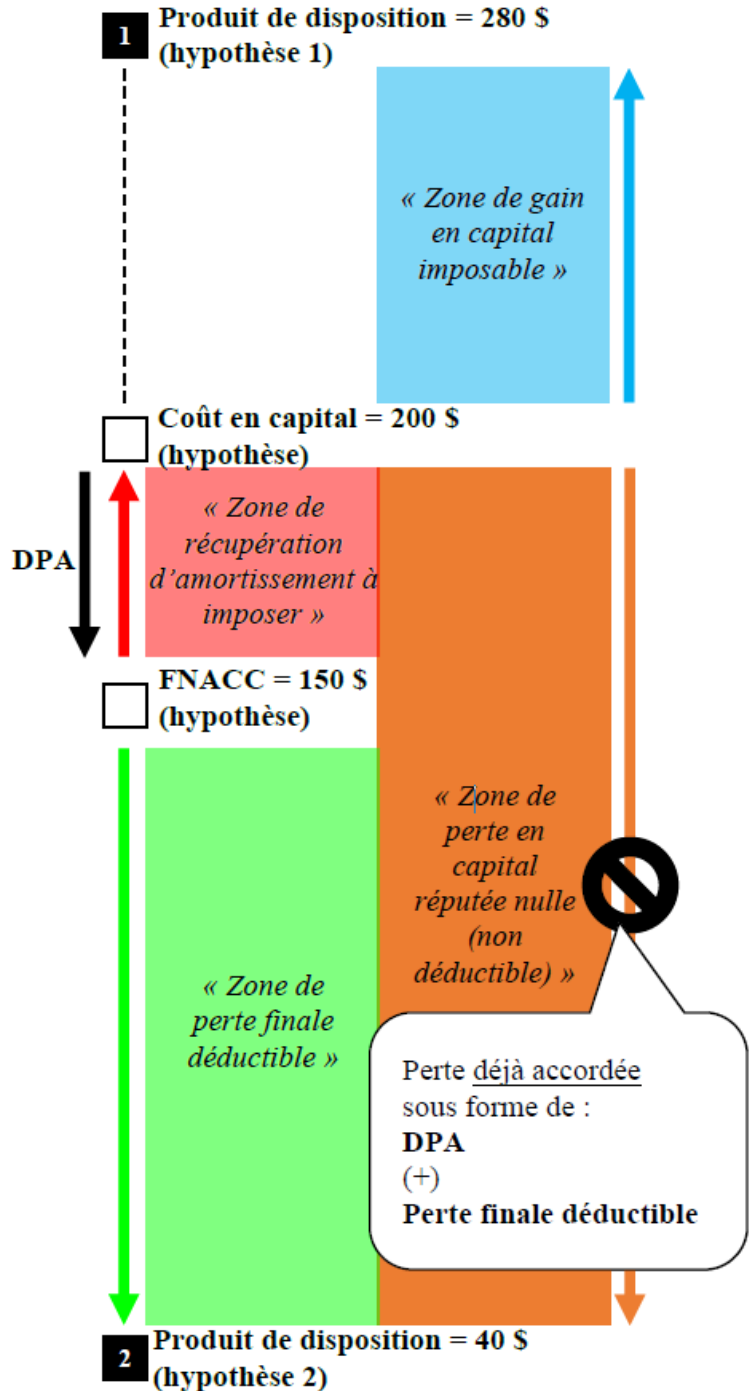 1
Produit de disposition = 280 $
(hypothèse 1)
« Zone de gain
en capital
imposable »
Coût en capital = 200 $
(hypothèse)
DPA
« Zone de
récupération
d’amortissement à
imposer »
FNACC = 150 $
(hypothèse)
« Zone de
perte en
capital
réputée nulle
(non
déductible) »
« Zone de
perte finale
déductible »
Perte déjà accordée
sous forme de :
DPA
(+)
Perte finale déductible
2
Produit de disposition = 40 $
(hypothèse 2)